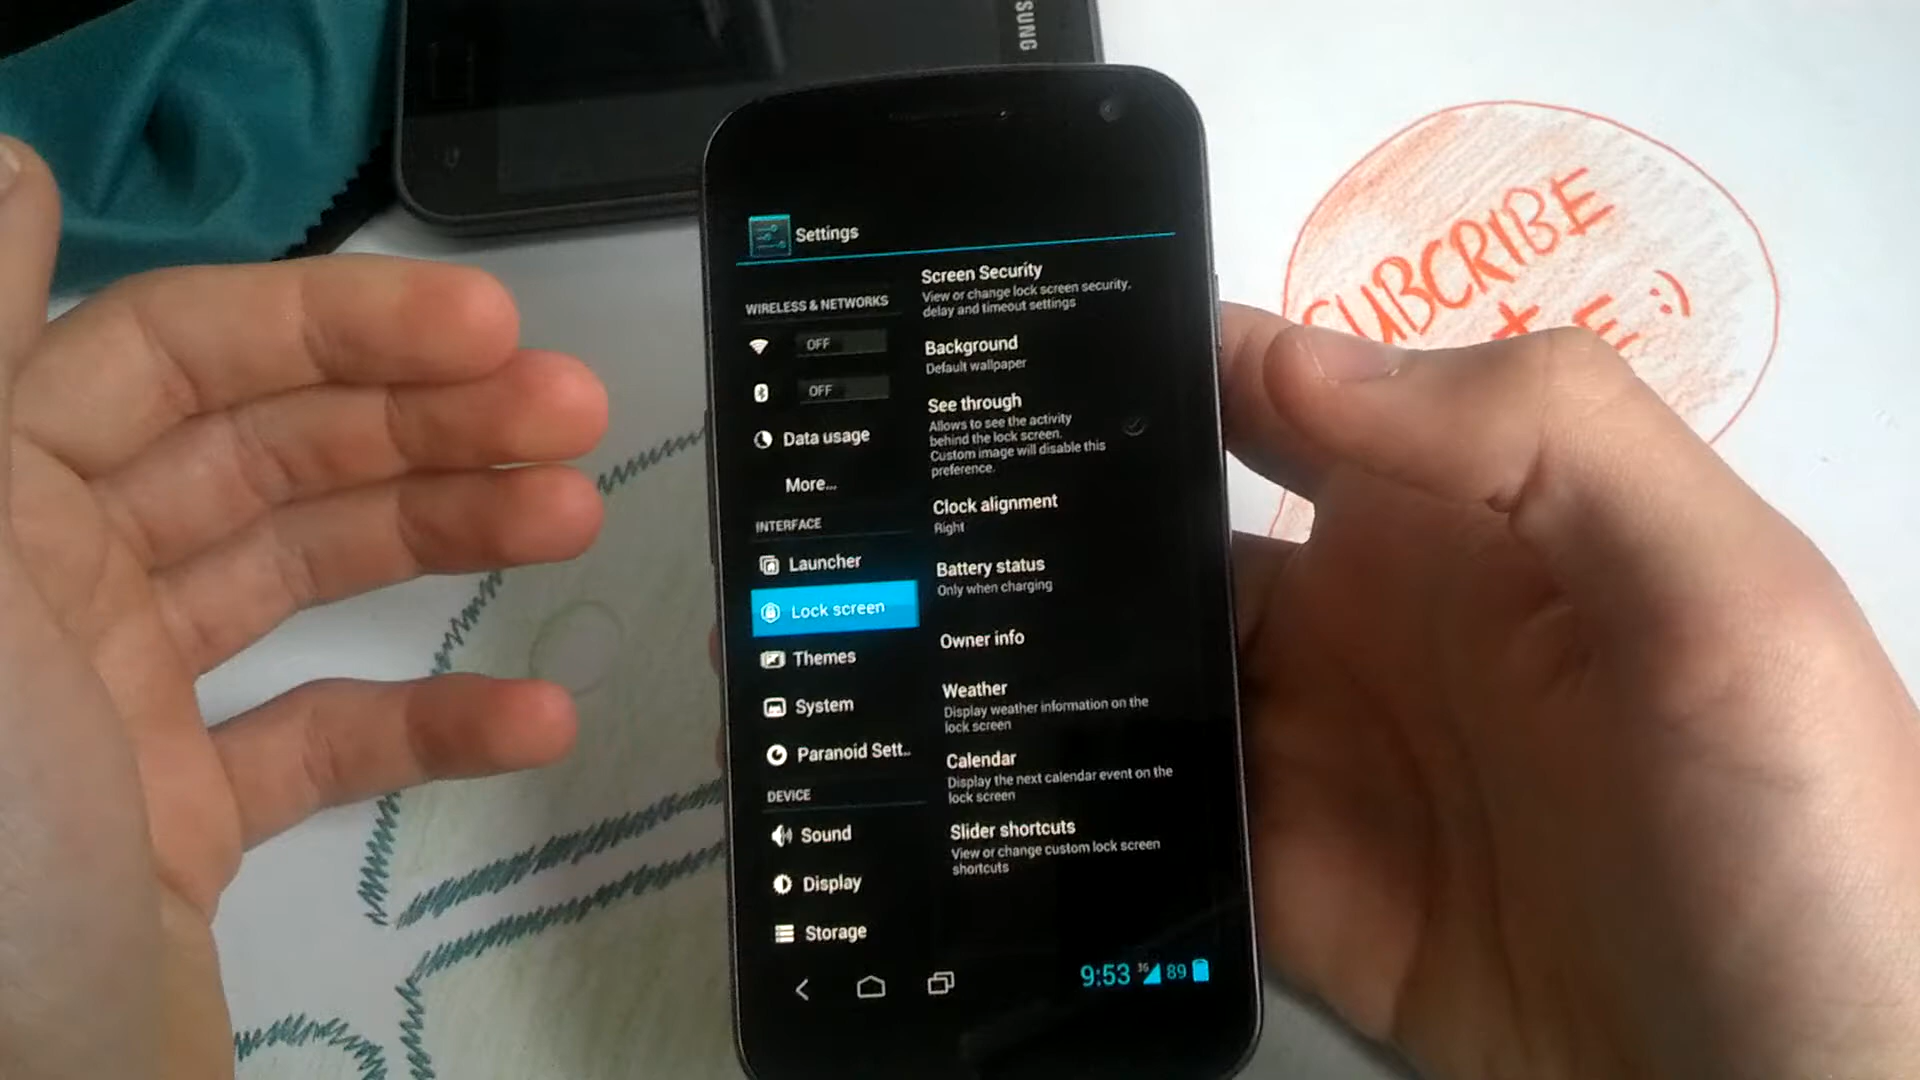 SUNG
Settings
WIRELESS & NETWORKS
OFF
OFF
Data usage
More...
INTERFACE
Launcher
Lock screen
Themes
System
Paranoid Sett..
DEVICE
Sound
Display
Storage
Screen Security
View or change lock screen security,
delay and timeout settings
Background
Default wallpaper
See through
Allows to see the activity
behind the lock screen.
Custom image will disable this
preference.
Clock alignment
Right
Battery status
Only when charging
Owner info
Weather
Display weather information on the
lock screen
Calendar
Display the next calendar event on the
lock screen
Slider shortcuts
View or change custom lock screen
shortcuts
9:53 3G 89
SUBCRIBE
:)